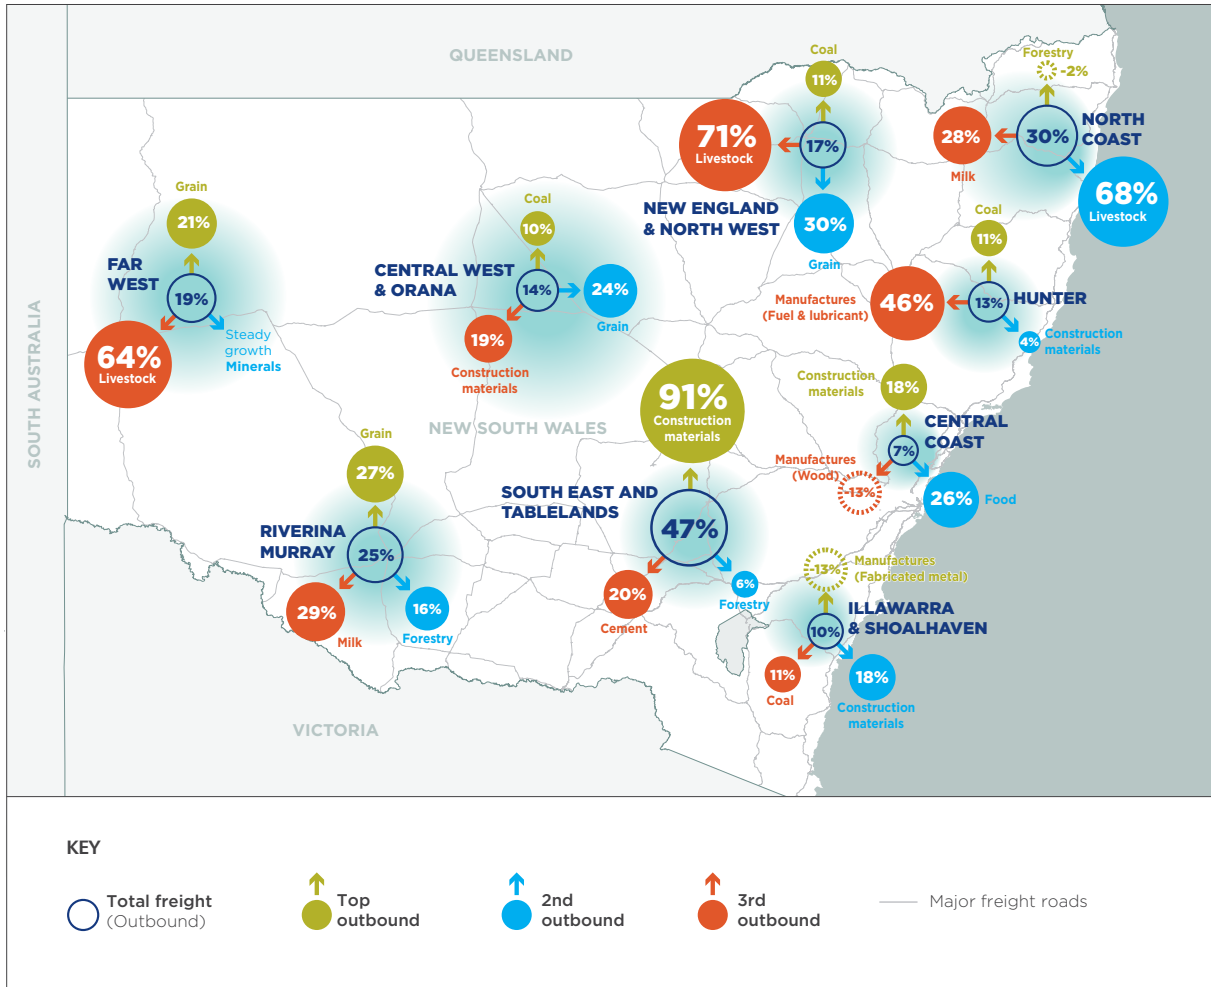 QUEENSLAND
SOUTH AUSTRALIA
NEW SOUTH WALES
VICTORIA
FAR
WEST
19%
Grain
21%
Steady
growth
Minerals
64%
Livestock
CENTRAL WEST
& ORANA
14%
Coal
10%
24%
Grain
19%
Construction
materials
NEW ENGLAND
& NORTH WEST
17%
Coal
11%
30%
Grain
71%
Livestock
NORTH
COAST
30%
Forestry
-2%
68%
Livestock
28%
Milk
HUNTER
13%
Coal
11%
4%
Construction
materials
46%
Manufactures
(Fuel & lubricant)
CENTRAL
COAST
7%
Construction
materials
18%
26%
Food
Manufactures
(Wood)
-13%
RIVERINA
MURRAY
25%
Grain
27%
16%
Forestry
29%
Milk
SOUTH EAST AND
TABLELANDS
47%
91%
Construction
materials
6%
Forestry
20%
Cement
ILLAWARRA
& SHOALHAVEN
10%
-13%
Manufactures
(Fabricated metal)
18%
Construction
materials
11%
Coal
KEY
Total freight
(Outbound)
Top
outbound
2nd
outbound
3rd
outbound
Major freight roads